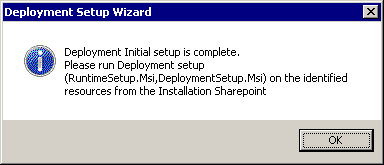 Deployment Setup Wizard
Deployment Initial setup is complete.
Please run Deployment setup
(RuntimeSetup.Msi,DeploymentSetup.Msi) on the identified
resources from the Installation Sharepoint
OK